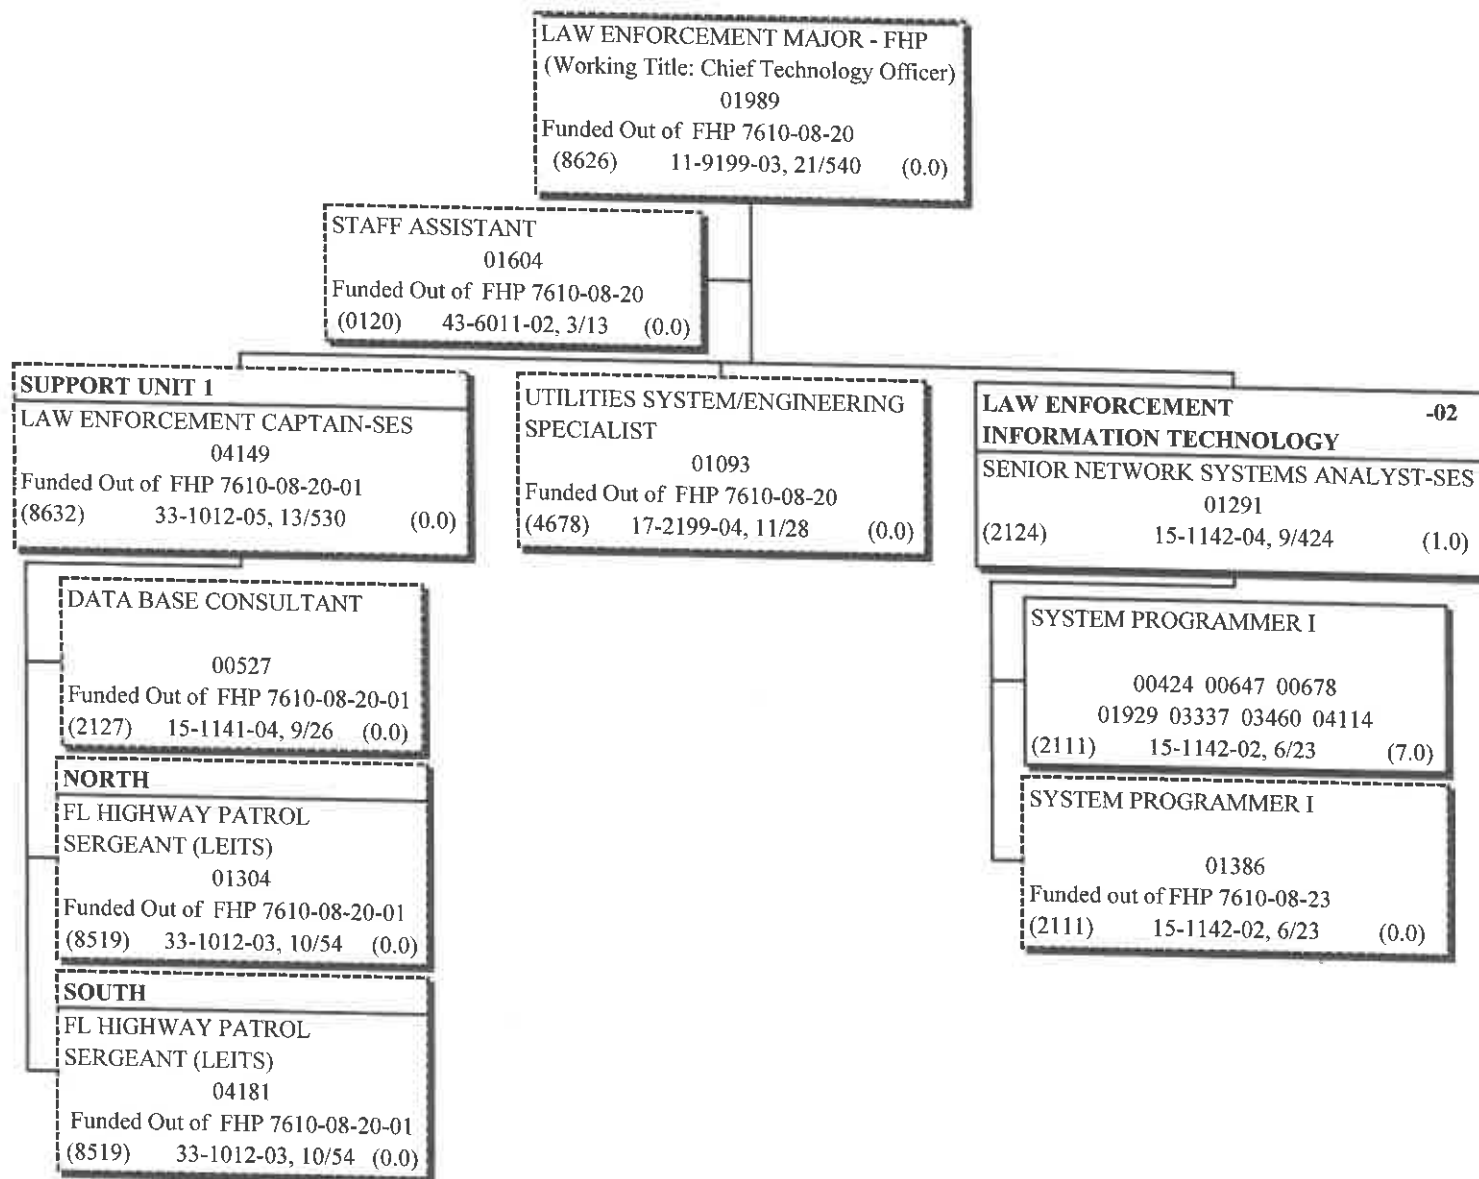 LAW ENFORCEMENT MAJOR - FHP
(Working Title: Chief Technology Officer)
01989
Funded Out of FHP 7610-08-20
(8626) 11-9199-03, 21/540 (0.0)
STAFF ASSISTANT
01604
Funded Out of FHP 7610-08-20
(0120) 43-6011-02, 3/13 (0.0)
SUPPORT UNIT 1
LAW ENFORCEMENT CAPTAIN-SES
04149
Funded Out of FHP 7610-08-20-01
(8632) 33-1012-05, 13/530 (0.0)
DATA BASE CONSULTANT
00527
Funded Out of FHP 7610-08-20-01
(2127) 15-1141-04, 9/26 (0.0)
NORTH
FL HIGHWAY PATROL
SERGEANT (LEITS)
01304
Funded Out of FHP 7610-08-20-01
(8519) 33-1012-03, 10/54 (0.0)
SOUTH
FL HIGHWAY PATROL
SERGEANT (LEITS)
04181
Funded Out of FHP 7610-08-20-01
(8519) 33-1012-03, 10/54 (0.0)
UTILITIES SYSTEM/ENGINEERING
SPECIALIST
01093
Funded Out of FHP 7610-08-20
(4678) 17-2199-04, 11/28 (0.0)
LAW ENFORCEMENT -02
INFORMATION TECHNOLOGY
SENIOR NETWORK SYSTEMS ANALYST-SES
01291
(2124) 15-1142-04, 9/424 (1.0)
SYSTEM PROGRAMMER I
00424 00647 00678
01929 03337 03460 04114
(2111) 15-1142-02, 6/23 (7.0)
SYSTEM PROGRAMMER I
01386
Funded out of FHP 7610-08-23
(2111) 15-1142-02, 6/23 (0.0)